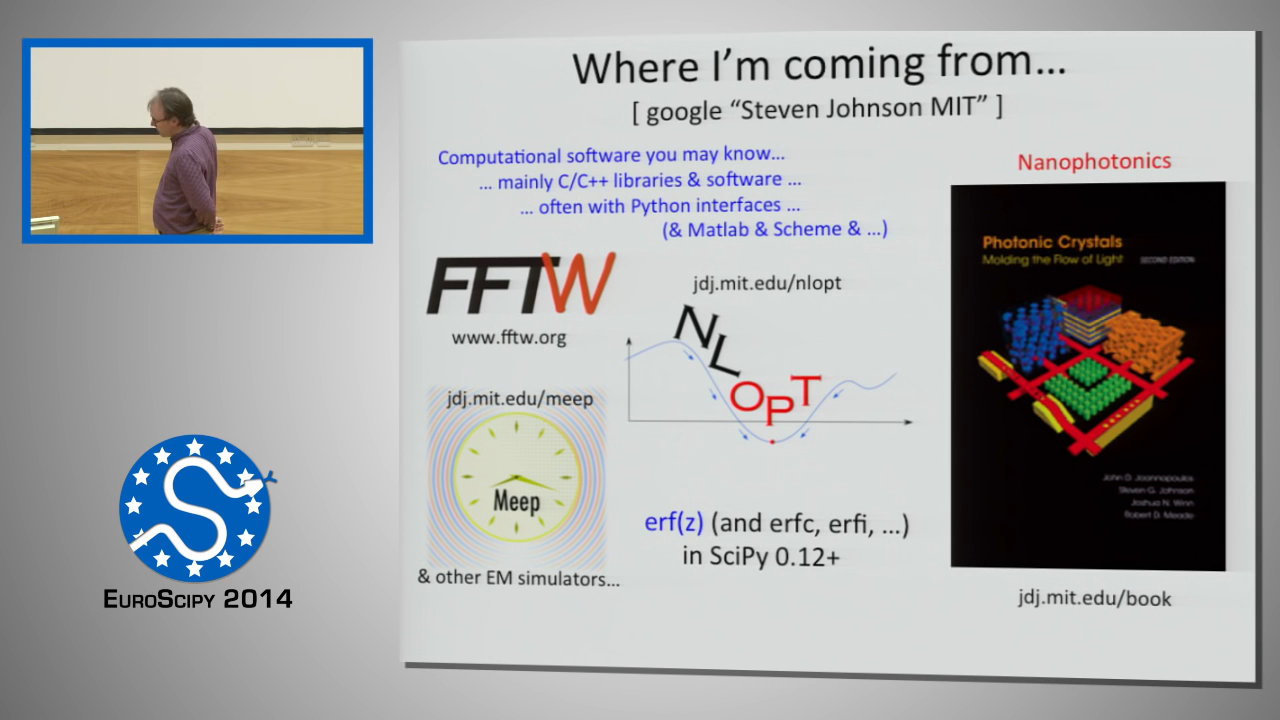 Where I'm coming from...
[ google “Steven Johnson MIT” ]
Computational software you may know...
... mainly C/C++ libraries & software ...
... often with Python interfaces ...
(& Matlab & Scheme & ...)
FFTW
www.fftw.org
jdj.mit.edu/nlopt
NLOPT
jdj.mit.edu/meep
Meep
& other EM simulators...
erf(z) (and erfc, erfi, ...)
in SciPy 0.12+
Nanophotonics
Photonic Crystals
Molding the Flow of Light SECOND EDITION
John D. Joannopoulos
Steven G. Johnson
Joshua N. Winn
Robert D. Meade
jdj.mit.edu/book
EuroScipy 2014